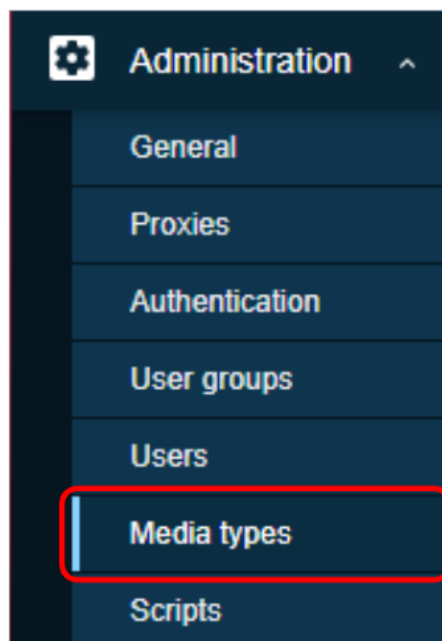 Administration
General
Proxies
Authentication
User groups
Users
Media types
Scripts